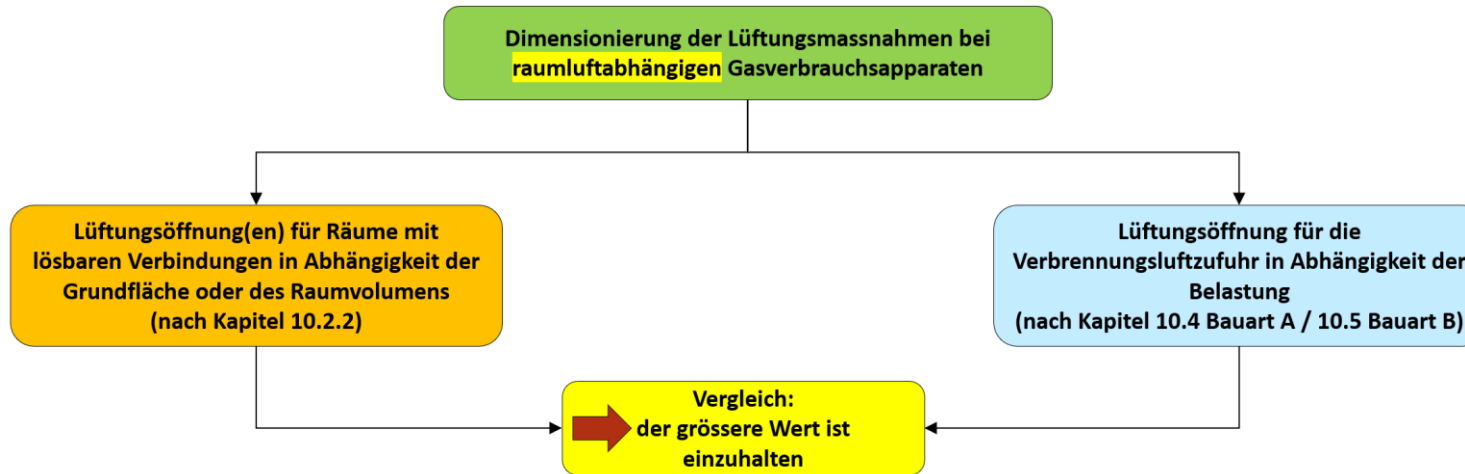 Dimensionierung der Lüftungsmassnahmen bei
raumluftabhängigen Gasverbrauchsapparaten
Lüftungsöffnung(en) für Räume mit
lösbaren Verbindungen in Abhängigkeit der
Grundfläche oder des Raumvolumens
(nach Kapitel 10.2.2)
Lüftungsöffnung für die
Verbrennungsluftzufuhr in Abhängigkeit der
Belastung
(nach Kapitel 10.4 Bauart A / 10.5 Bauart B)
Vergleich:
der grössere Wert ist
einzuhalten